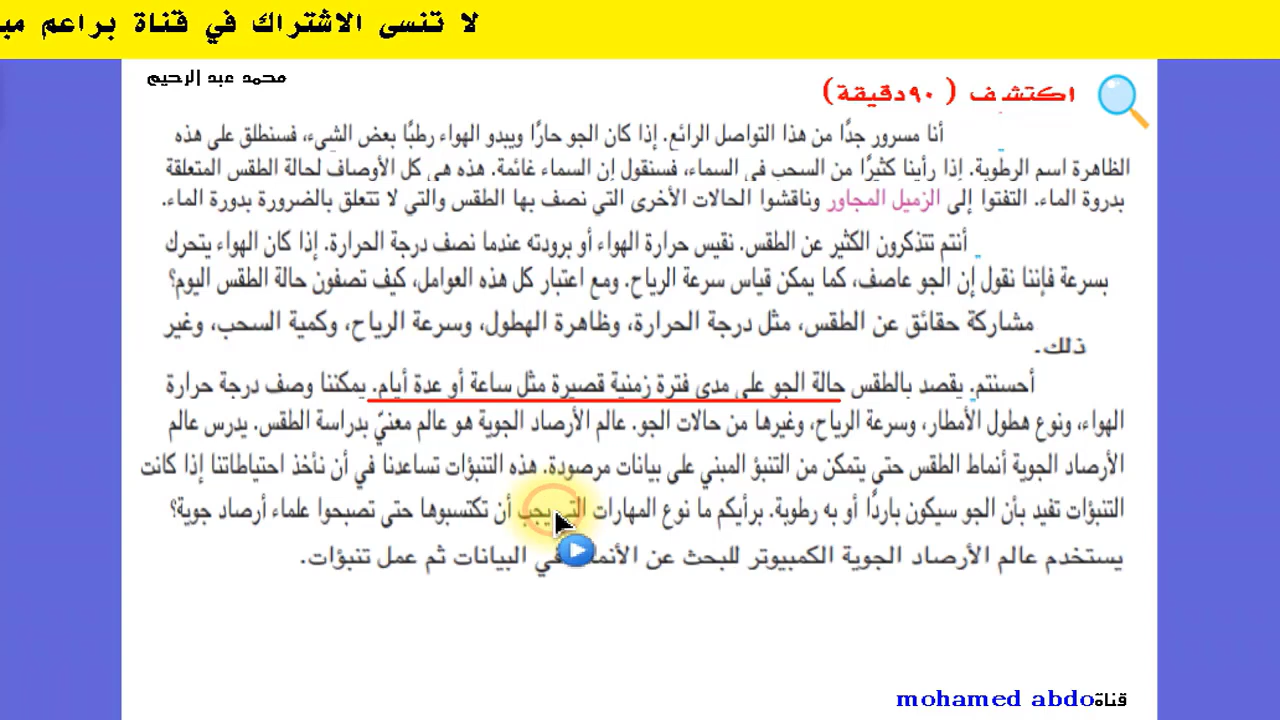 لا تنسى الاشتراك في قناة براعم
محمد عبد الرحيم
اكتشف ( ٩٠دقيقة)
أنا مسرور جدًّا من هذا التواصل الرائع. إذا كان الجو حارًّا ويبدو الهواء رطبًا بعض الشيء، فسنطلق على هذه
الظاهرة اسم الرطوبة. إذا رأينا كثيرًا من السحب في السماء، فسنقول إن السماء غائمة. هذه هي كل الأوصاف لحالة الطقس المتعلقة
بدروة الماء. التفتوا إلى الزميل المجاور وناقشوا الحالات الأخرى التي نصف بها الطقس والتي لا تتعلق بالضرورة بدورة الماء.
أنتم تتذكرون الكثير عن الطقس. نقيس حرارة الهواء أو برودته عندما نصف درجة الحرارة. إذا كان الهواء يتحرك
بسرعة فإننا نقول إن الجو عاصف، كما يمكن قياس سرعة الرياح. ومع اعتبار كل هذه العوامل، كيف تصفون حالة الطقس اليوم؟
مشاركة حقائق عن الطقس، مثل درجة الحرارة، وظاهرة الهطول، وسرعة الرياح، وكمية السحب، وغير
ذلك.
أحسنتم. يقصد بالطقس حالة الجو على مدى فترة زمنية قصيرة مثل ساعة أو عدة أيام. يمكننا وصف درجة حرارة
الهواء، ونوع هطول الأمطار، وسرعة الرياح، وغيرها من حالات الجو. عالم الأرصاد الجوية هو عالم معنيّ بدراسة الطقس. يدرس عالم
الأرصاد الجوية أنماط الطقس حتى يتمكن من التنبؤ المبني على بيانات مرصودة. هذه التنبؤات تساعدنا في أن نأخذ احتياطاتنا إذا كانت
التنبؤات تفيد بأن الجو سيكون باردًا أو به رطوبة. برأيكم ما نوع المهارات التي يجب أن تكتسبوها حتى تصبحوا علماء أرصاد جوية؟
يستخدم عالم الأرصاد الجوية الكمبيوتر للبحث عن في البيانات ثم عمل تنبؤات.
قناة mohamed abdo